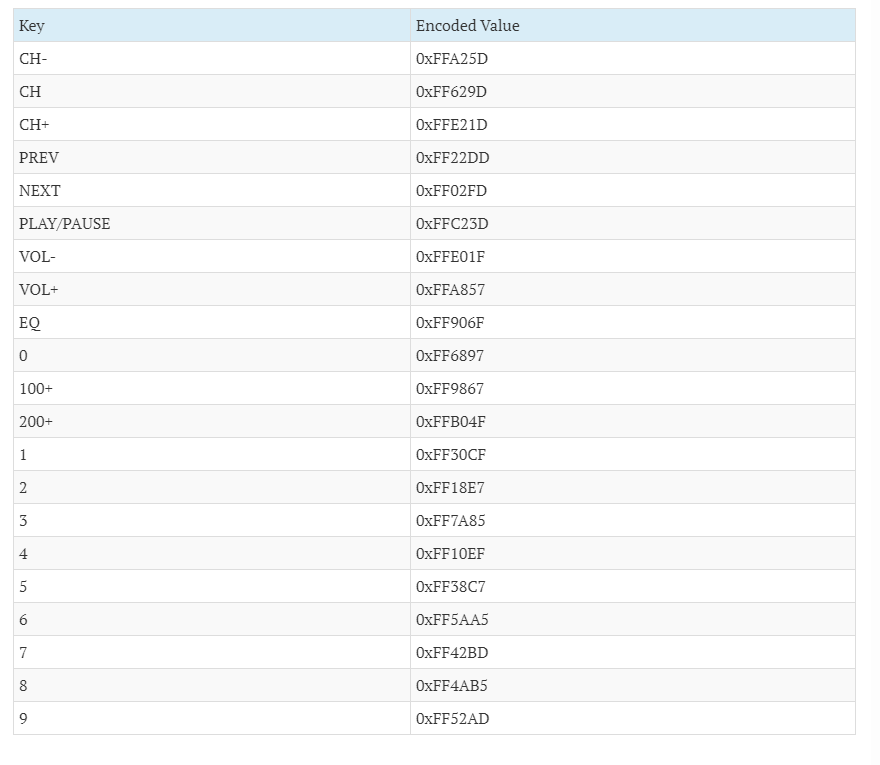 Key Encoded Value
CH- 0xFFA25D
CH 0xFF629D
CH+ 0xFFE21D
PREV 0xFF22DD
NEXT 0xFF02FD
PLAY/PAUSE 0xFFC23D
VOL- 0xFFE01F
VOL+ 0xFFA857
EQ 0xFF906F
0 0xFF6897
100+ 0xFF9867
200+ 0xFFB04F
1 0xFF30CF
2 0xFF18E7
3 0xFF7A85
4 0xFF10EF
5 0xFF38C7
6 0xFF5AA5
7 0xFF42BD
8 0xFF4AB5
9 0xFF52AD